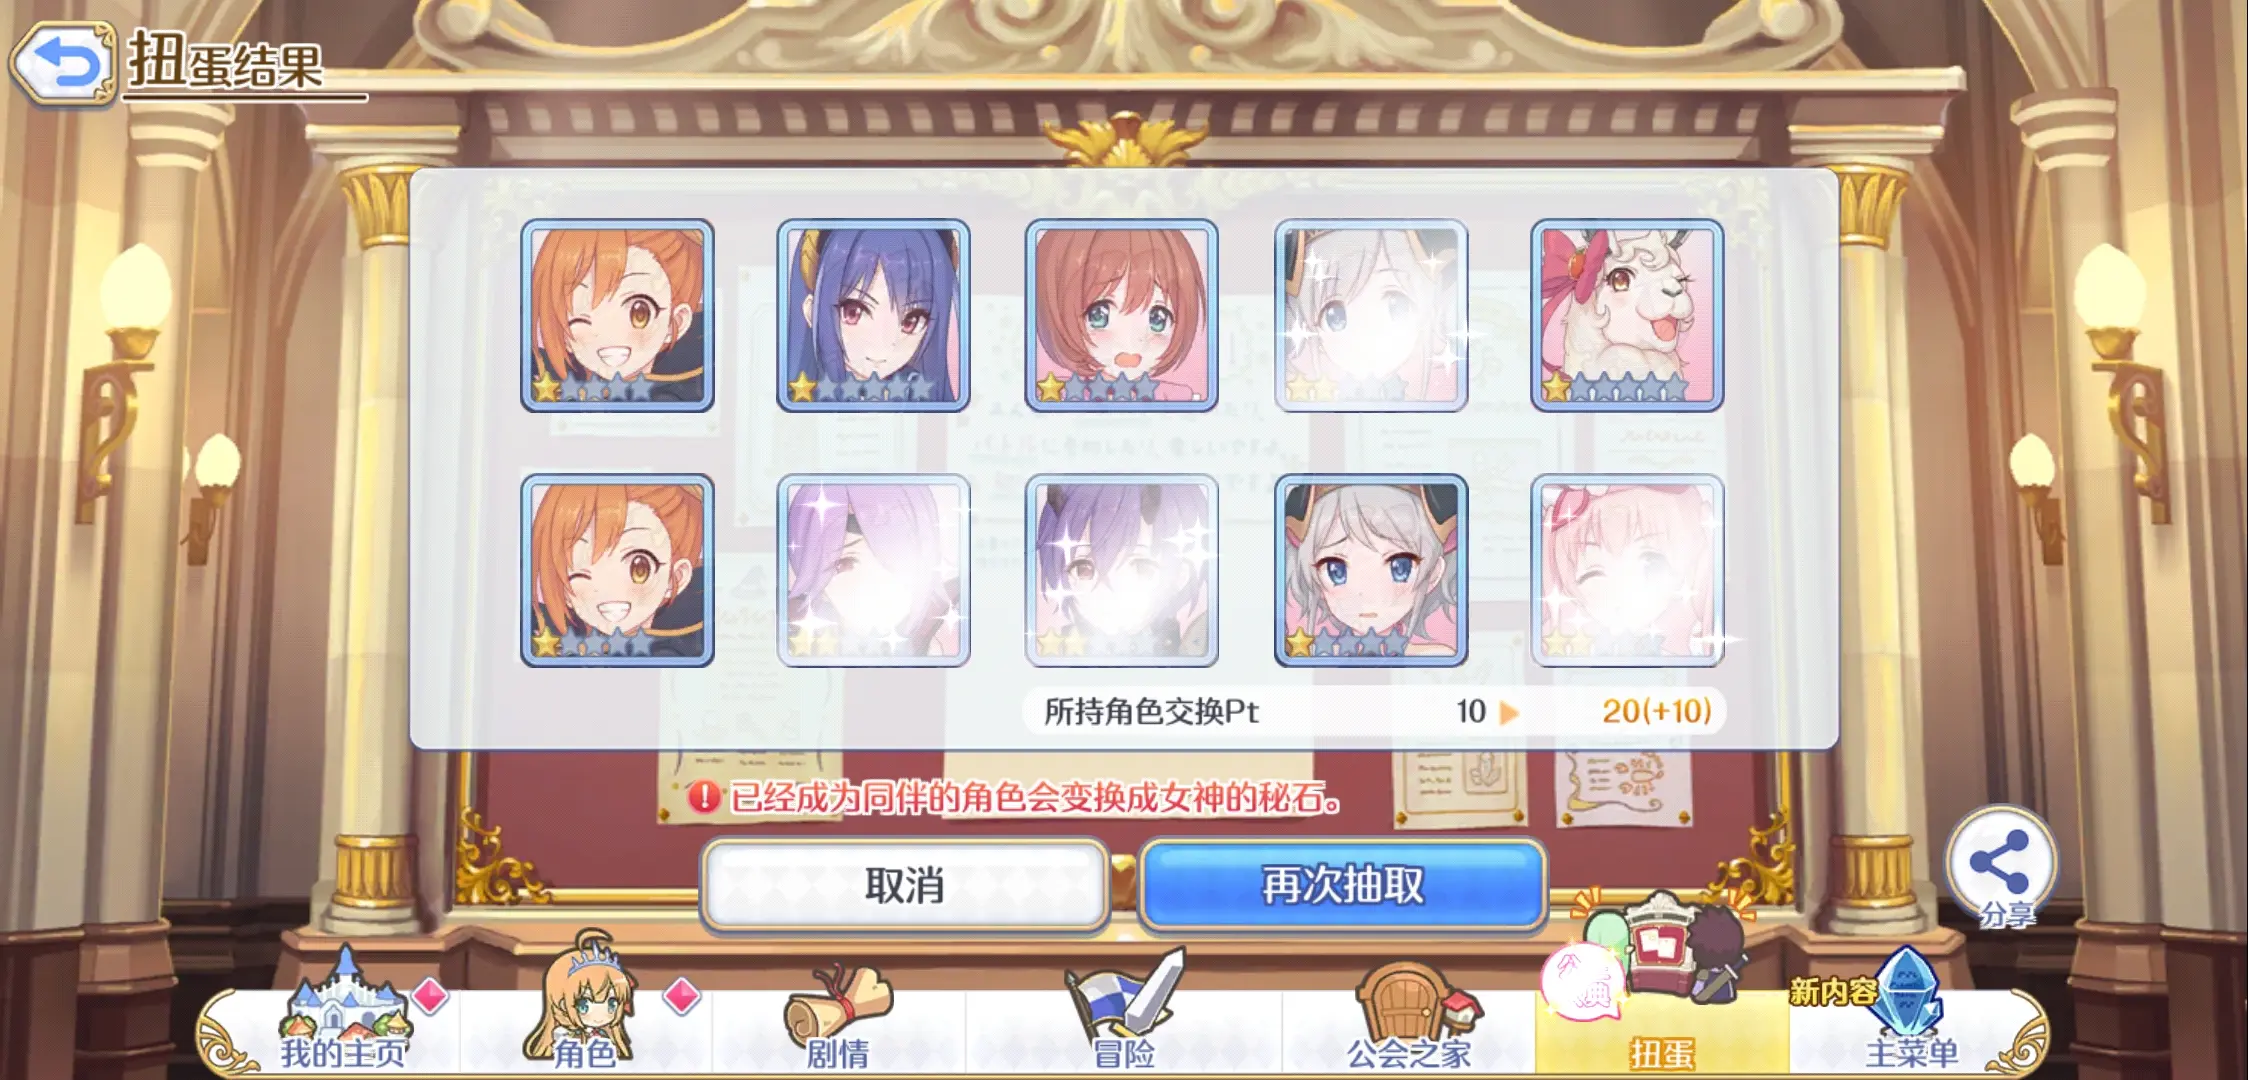 扭蛋结果
所持角色交换Pt 10 20(+10)
已经成为同伴的角色会变换成女神的秘石。
取消
再次抽取
分享
新内容
我的主页
角色
剧情
冒险
公会之家
扭蛋
主菜单